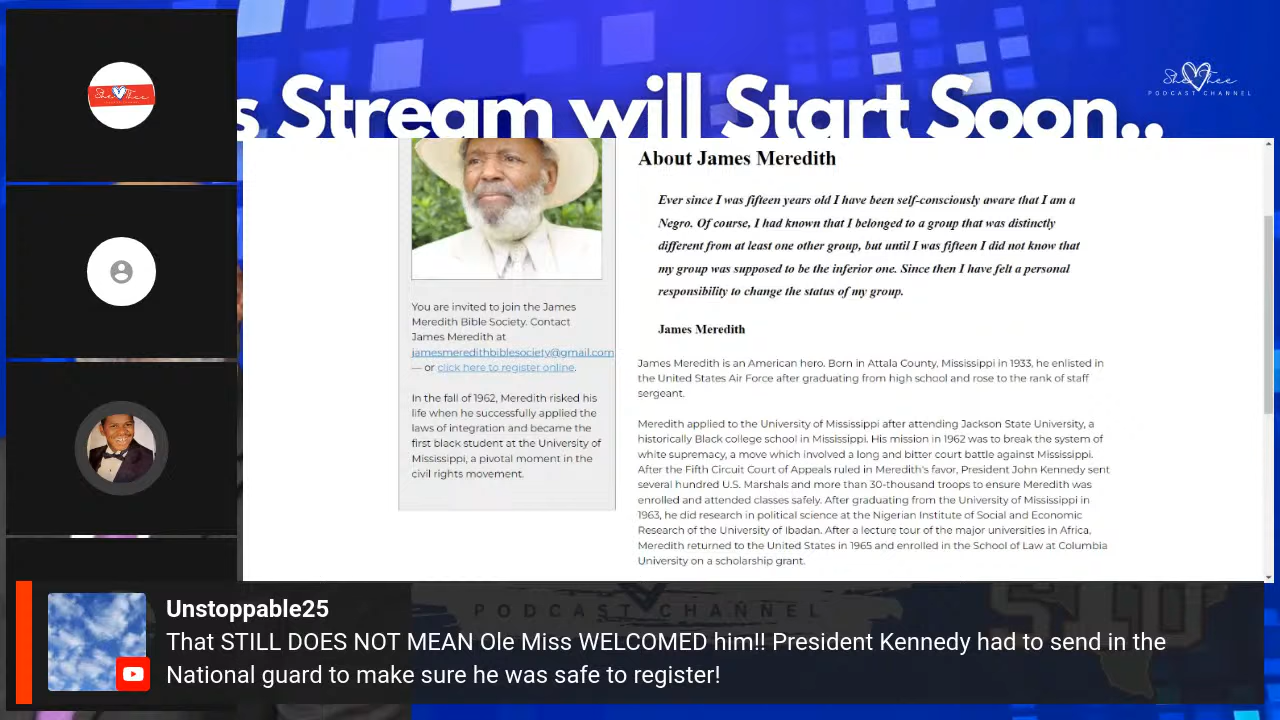 s Stream will Start Soon..
She Thee
PODCAST CHANNEL
About James Meredith
Ever since I was fifteen years old I have been self-consciously aware that I am a
Negro. Of course, I had known that I belonged to a group that was distinctly
different from at least one other group, but until I was fifteen I did not know that
my group was supposed to be the inferior one. Since then I have felt a personal
responsibility to change the status of my group.
James Meredith
You are invited to join the James
Meredith Bible Society. Contact
James Meredith at
jamesmeredithbiblesociety@gmail.com
— or click here to register online.
In the fall of 1962, Meredith risked his
life when he successfully applied the
laws of integration and became the
first black student at the University of
Mississippi, a pivotal moment in the
civil rights movement.
James Meredith is an American hero. Born in Attala County, Mississippi in 1933, he enlisted in
the United States Air Force after graduating from high school and rose to the rank of staff
sergeant.
Meredith applied to the University of Mississippi after attending Jackson State University, a
historically Black college school in Mississippi. His mission in 1962 was to break the system of
white supremacy, a move which involved a long and bitter court battle against Mississippi.
After the Fifth Circuit Court of Appeals ruled in Meredith's favor, President John Kennedy sent
several hundred U.S. Marshals and more than 30-thousand troops to ensure Meredith was
enrolled and attended classes safely. After graduating from the University of Mississippi in
1963, he did research in political science at the Nigerian Institute of Social and Economic
Research of the University of Ibadan. After a lecture tour of the major universities in Africa,
Meredith returned to the United States in 1965 and enrolled in the School of Law at Columbia
University on a scholarship grant.
PODCAST CHANNEL
Unstoppable25
That STILL DOES NOT MEAN Ole Miss WELCOMED him!! President Kennedy had to send in the
National guard to make sure he was safe to register!